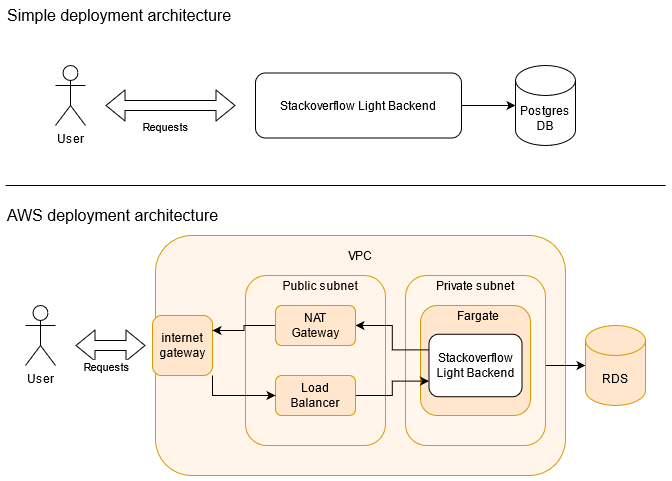 Simple deployment architecture
User
Requests
Stackoverflow Light Backend
Postgres
DB
AWS deployment architecture
VPC
Public subnet
Private subnet
NAT
Gateway
Fargate
internet
gateway
Stackoverflow
Light Backend
User
Requests
Load
Balancer
RDS